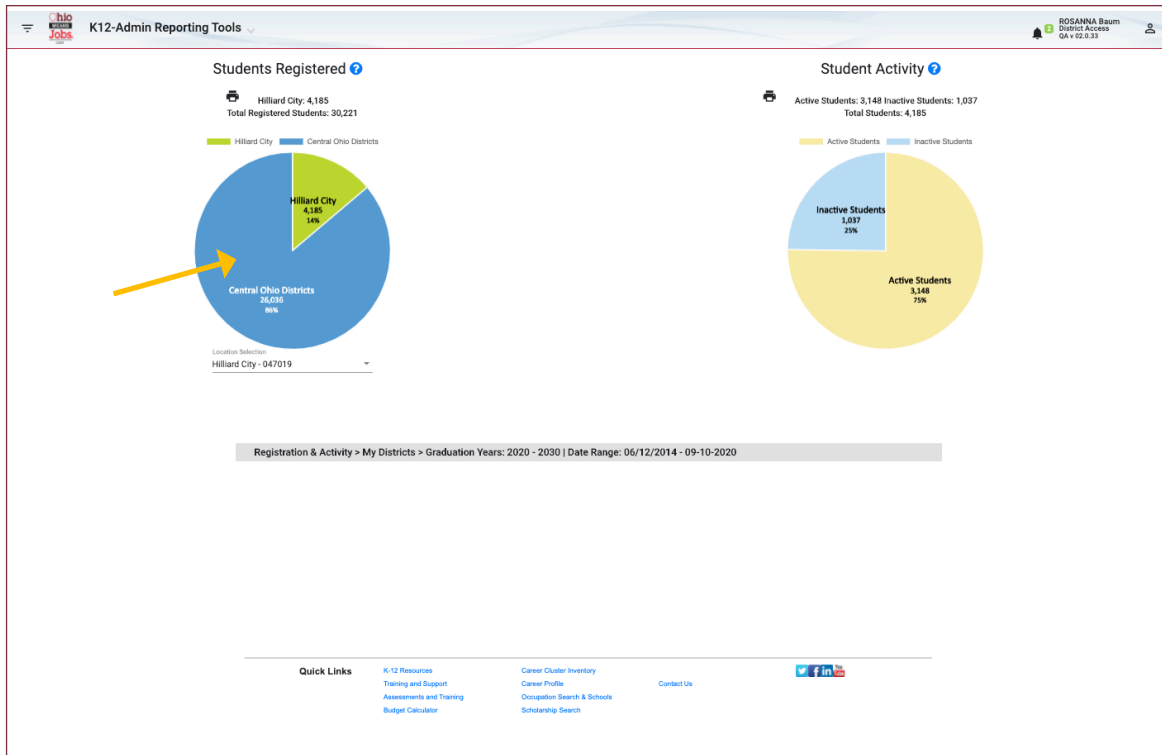 Ohio
MEANS
Jobs
K12-Admin Reporting Tools
2
ROSANNA Baum
District Access
QA v 02.0.33
Students Registered ?
Hilliard City: 4,185
Total Registered Students: 30,221
Hilliard City Central Ohio Districts
Hilliard City
4,185
14%
Central Ohio Districts
26,036
86%
Location Selection
Hilliard City - 047019
Student Activity ?
Active Students: 3,148 Inactive Students: 1,037
Total Students: 4,185
Active Students Inactive Students
Inactive Students
1,037
25%
Active Students
3,148
75%
Registration & Activity > My Districts > Graduation Years: 2020 - 2030 | Date Range: 06/12/2014 - 09-10-2020
Quick Links
K-12 Resources
Training and Support
Assessments and Training
Budget Calculator
Career Cluster Inventory
Career Profile
Occupation Search & Schools
Scholarship Search
Contact Us
f in You
Tube